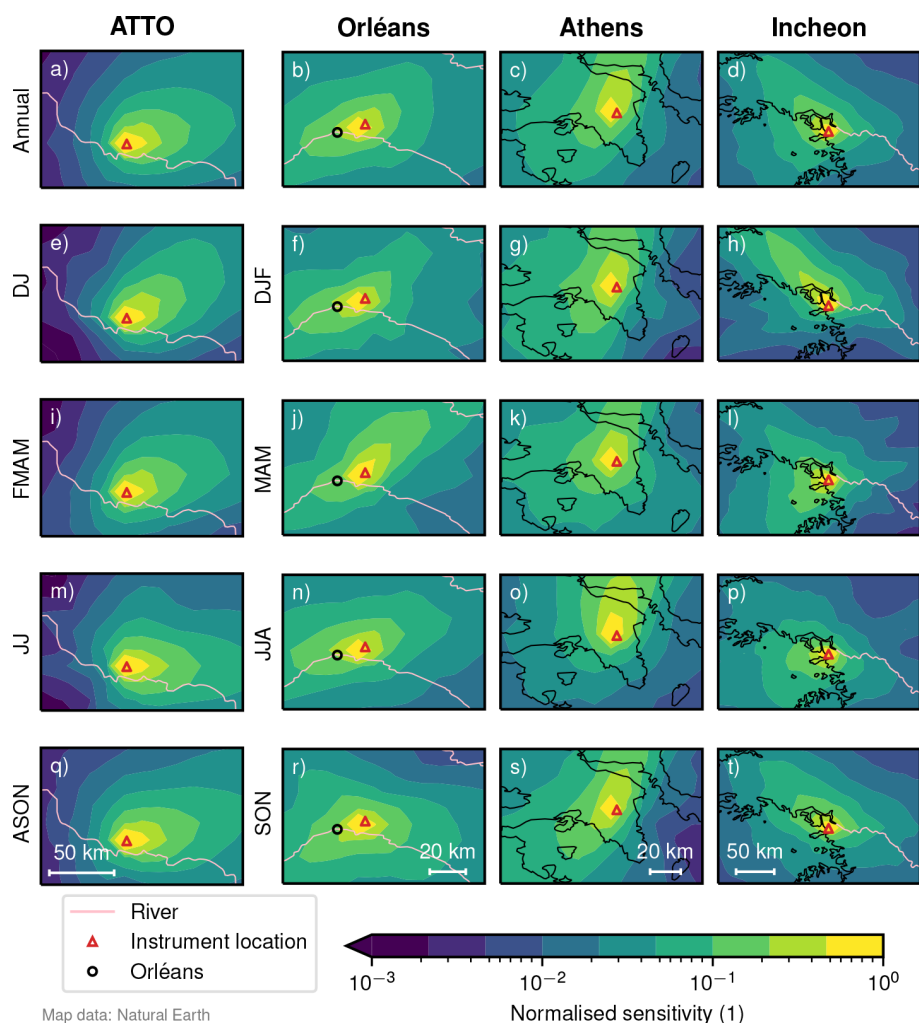 ATTO Orléans Athens Incheon
Annual a) b) c) d)
DJ e) DJF f) g) h)
FMAM i) MAM j) k) l)
JJ m) JJA n) o) p)
ASON q) SON r) s) t)
50 km 20 km 20 km 50 km
River
Instrument location
Orléans
10⁻³ 10⁻² 10⁻¹ 10⁰
Normalised sensitivity (1)
Map data: Natural Earth